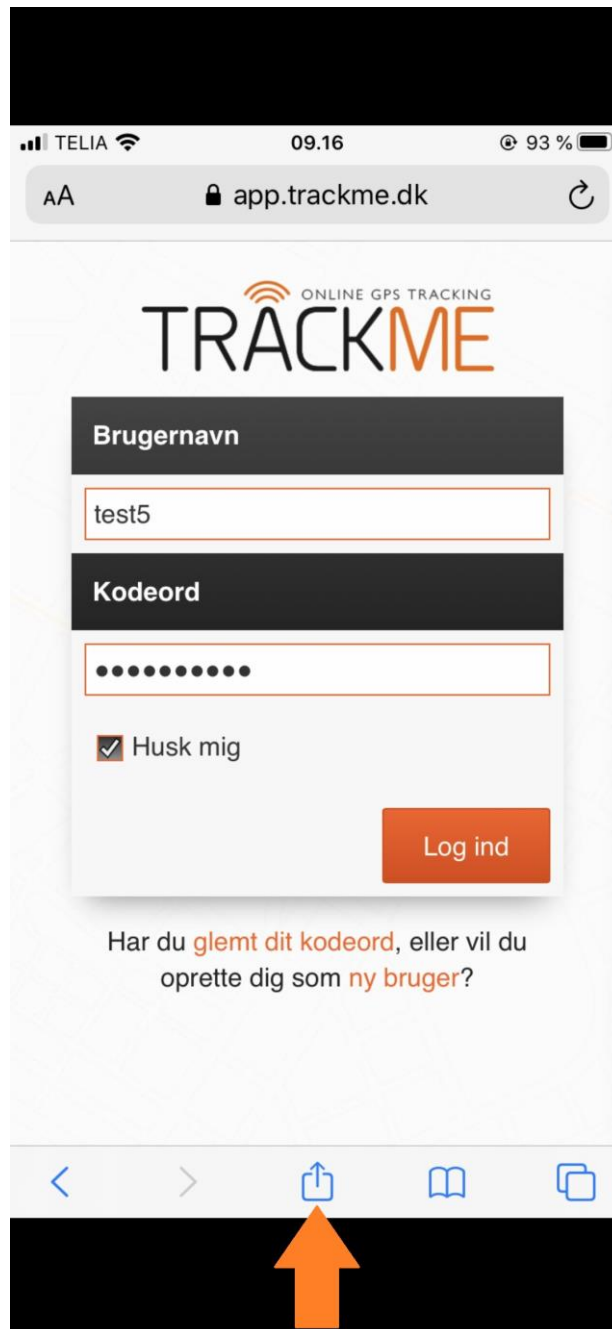 TELIA 09.16 93 %
AA app.trackme.dk
ONLINE GPS TRACKING
TRACKME
Brugernavn
test5
Kodeord
••••••••••
Husk mig
Log ind
Har du glemt dit kodeord, eller vil du
oprette dig som ny bruger?